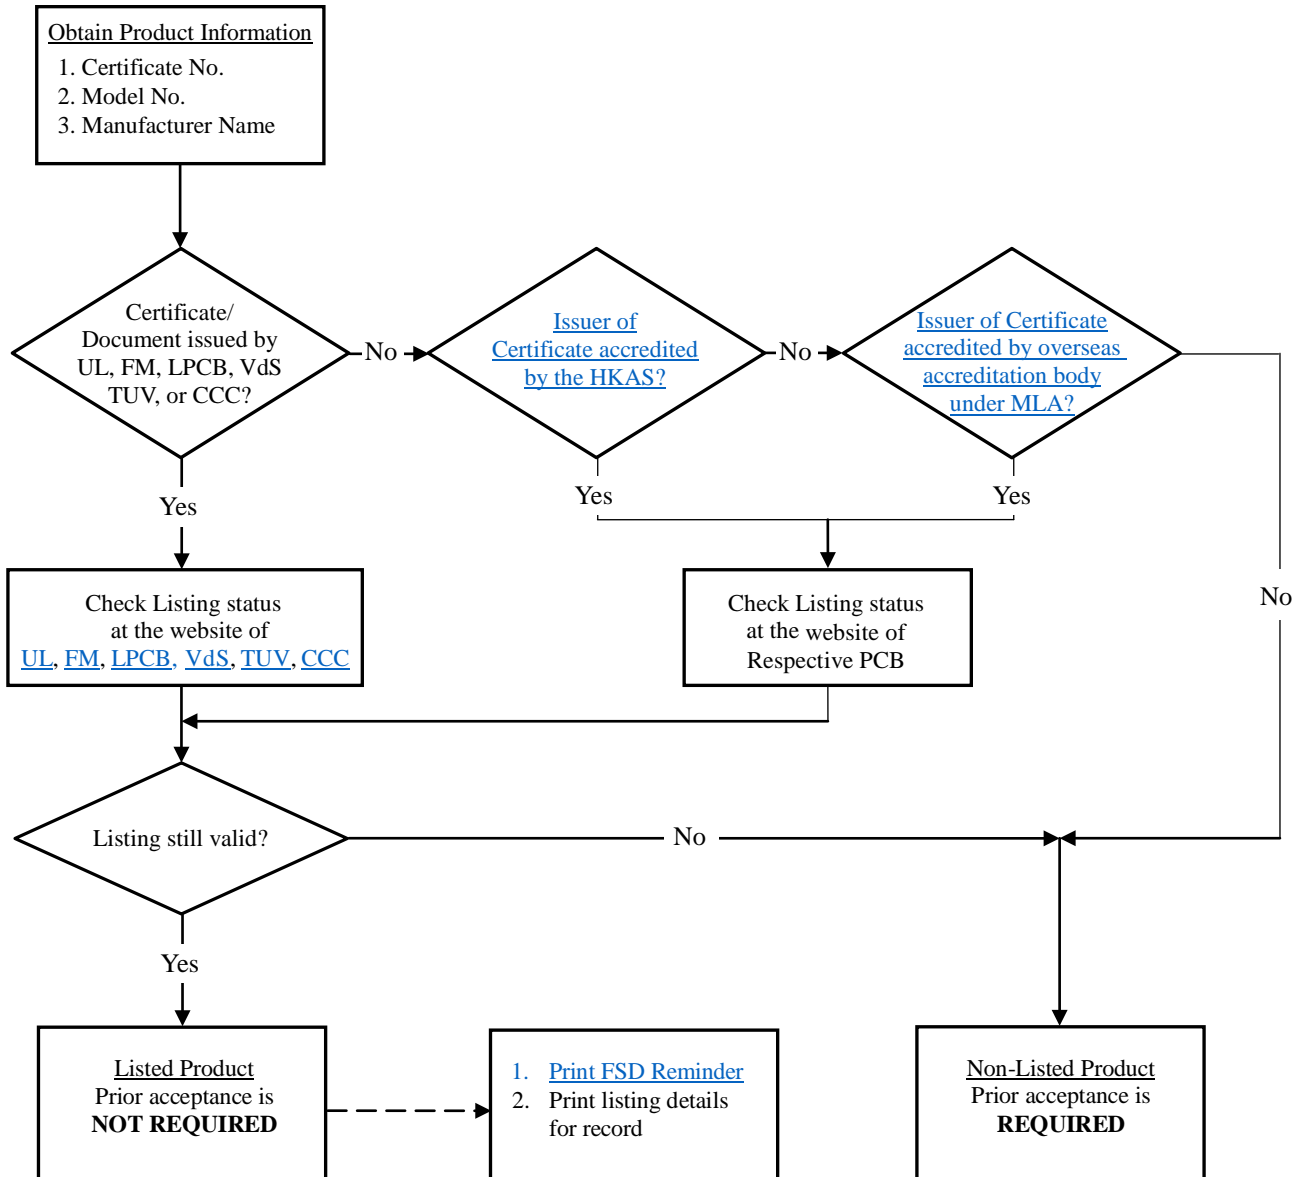 Obtain Product Information
1. Certificate No.
2. Model No.
3. Manufacturer Name
Certificate/
Document issued by
UL, FM, LPCB, VdS
TUV, or CCC?
No
Issuer of
Certificate accredited
by the HKAS?
No
Issuer of Certificate
accredited by overseas
accreditation body
under MLA?
Yes
Yes
Yes
No
Check Listing status
at the website of
UL, FM, LPCB, VdS, TUV, CCC
Check Listing status
at the website of
Respective PCB
Listing still valid?
No
Yes
Listed Product
Prior acceptance is
NOT REQUIRED
1. Print FSD Reminder
2. Print listing details
for record
Non-Listed Product
Prior acceptance is
REQUIRED